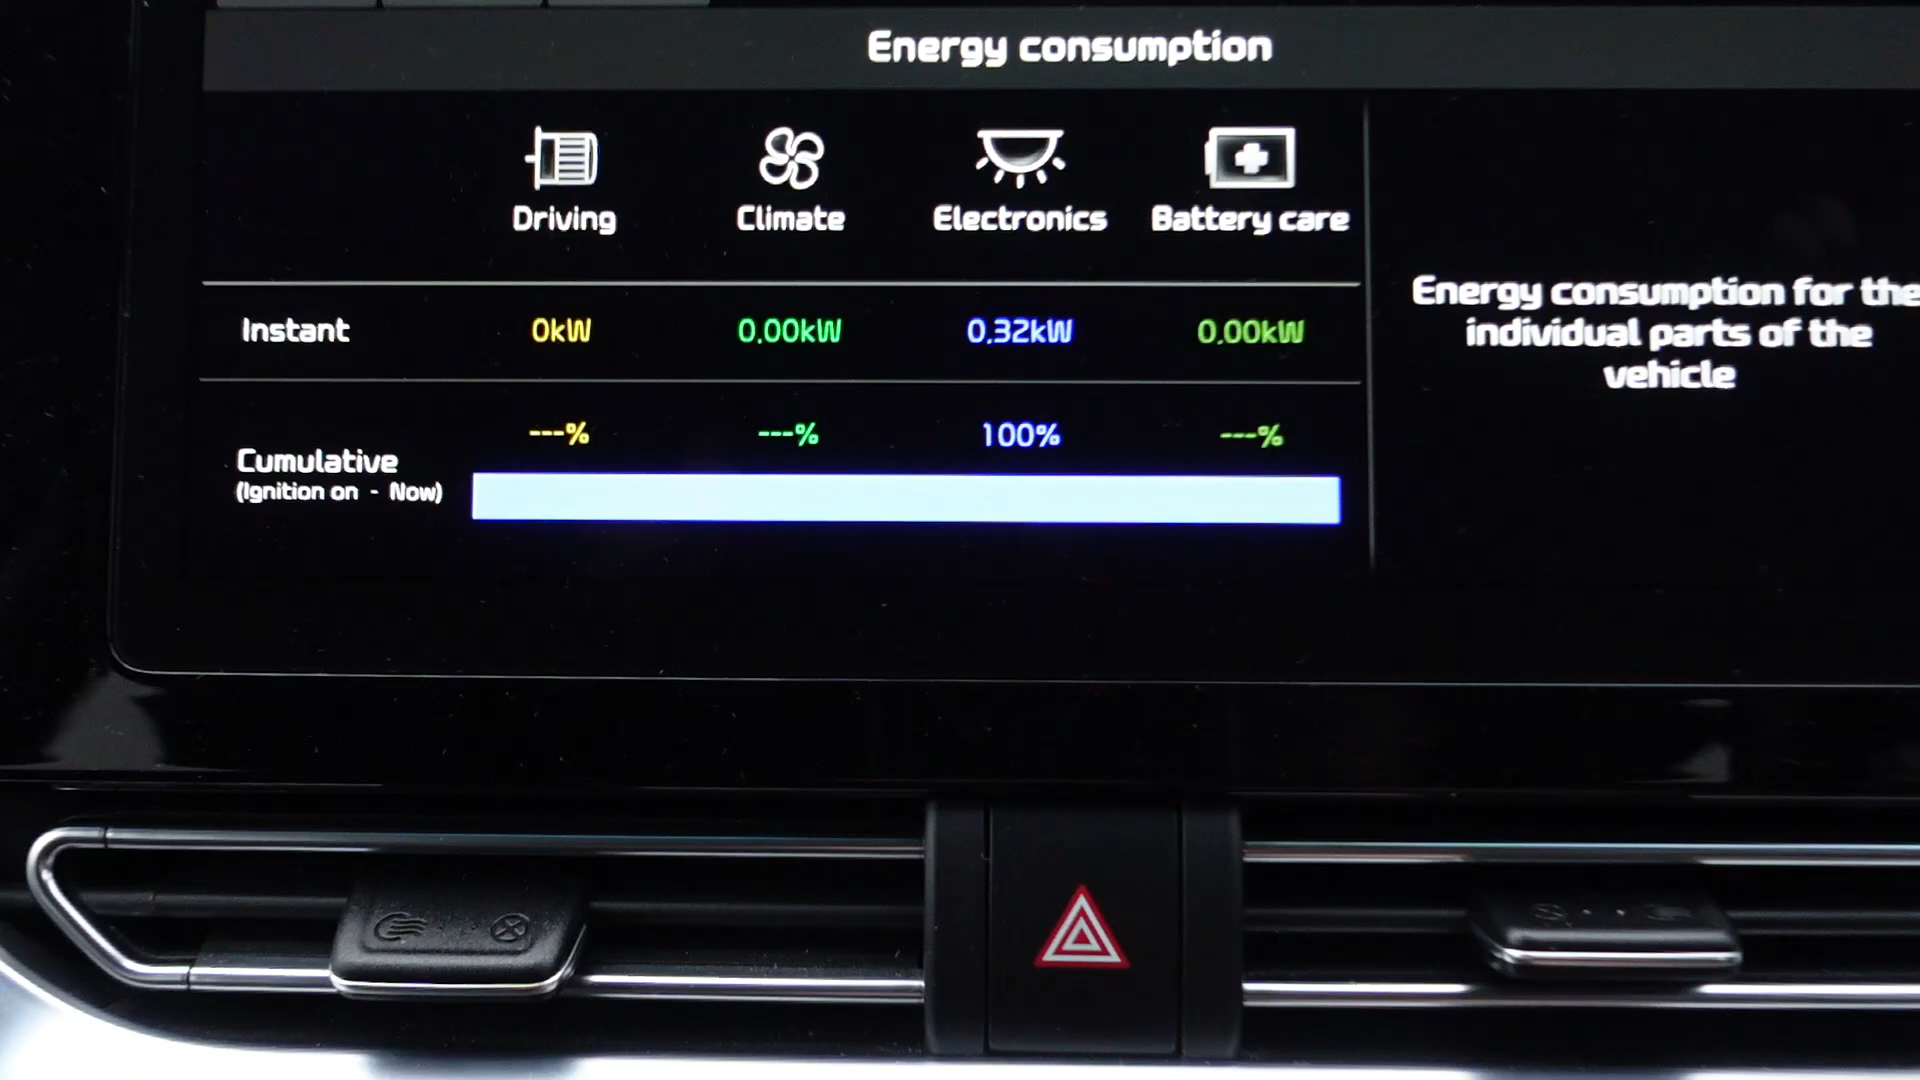 Energy consumption
Driving Climate Electronics Battery care
Instant 0kW 0.00kW 0.32kW 0.00kW
---% ---% 100% ---%
Cumulative
(Ignition on - Now)
Energy consumption for the
individual parts of the
vehicle